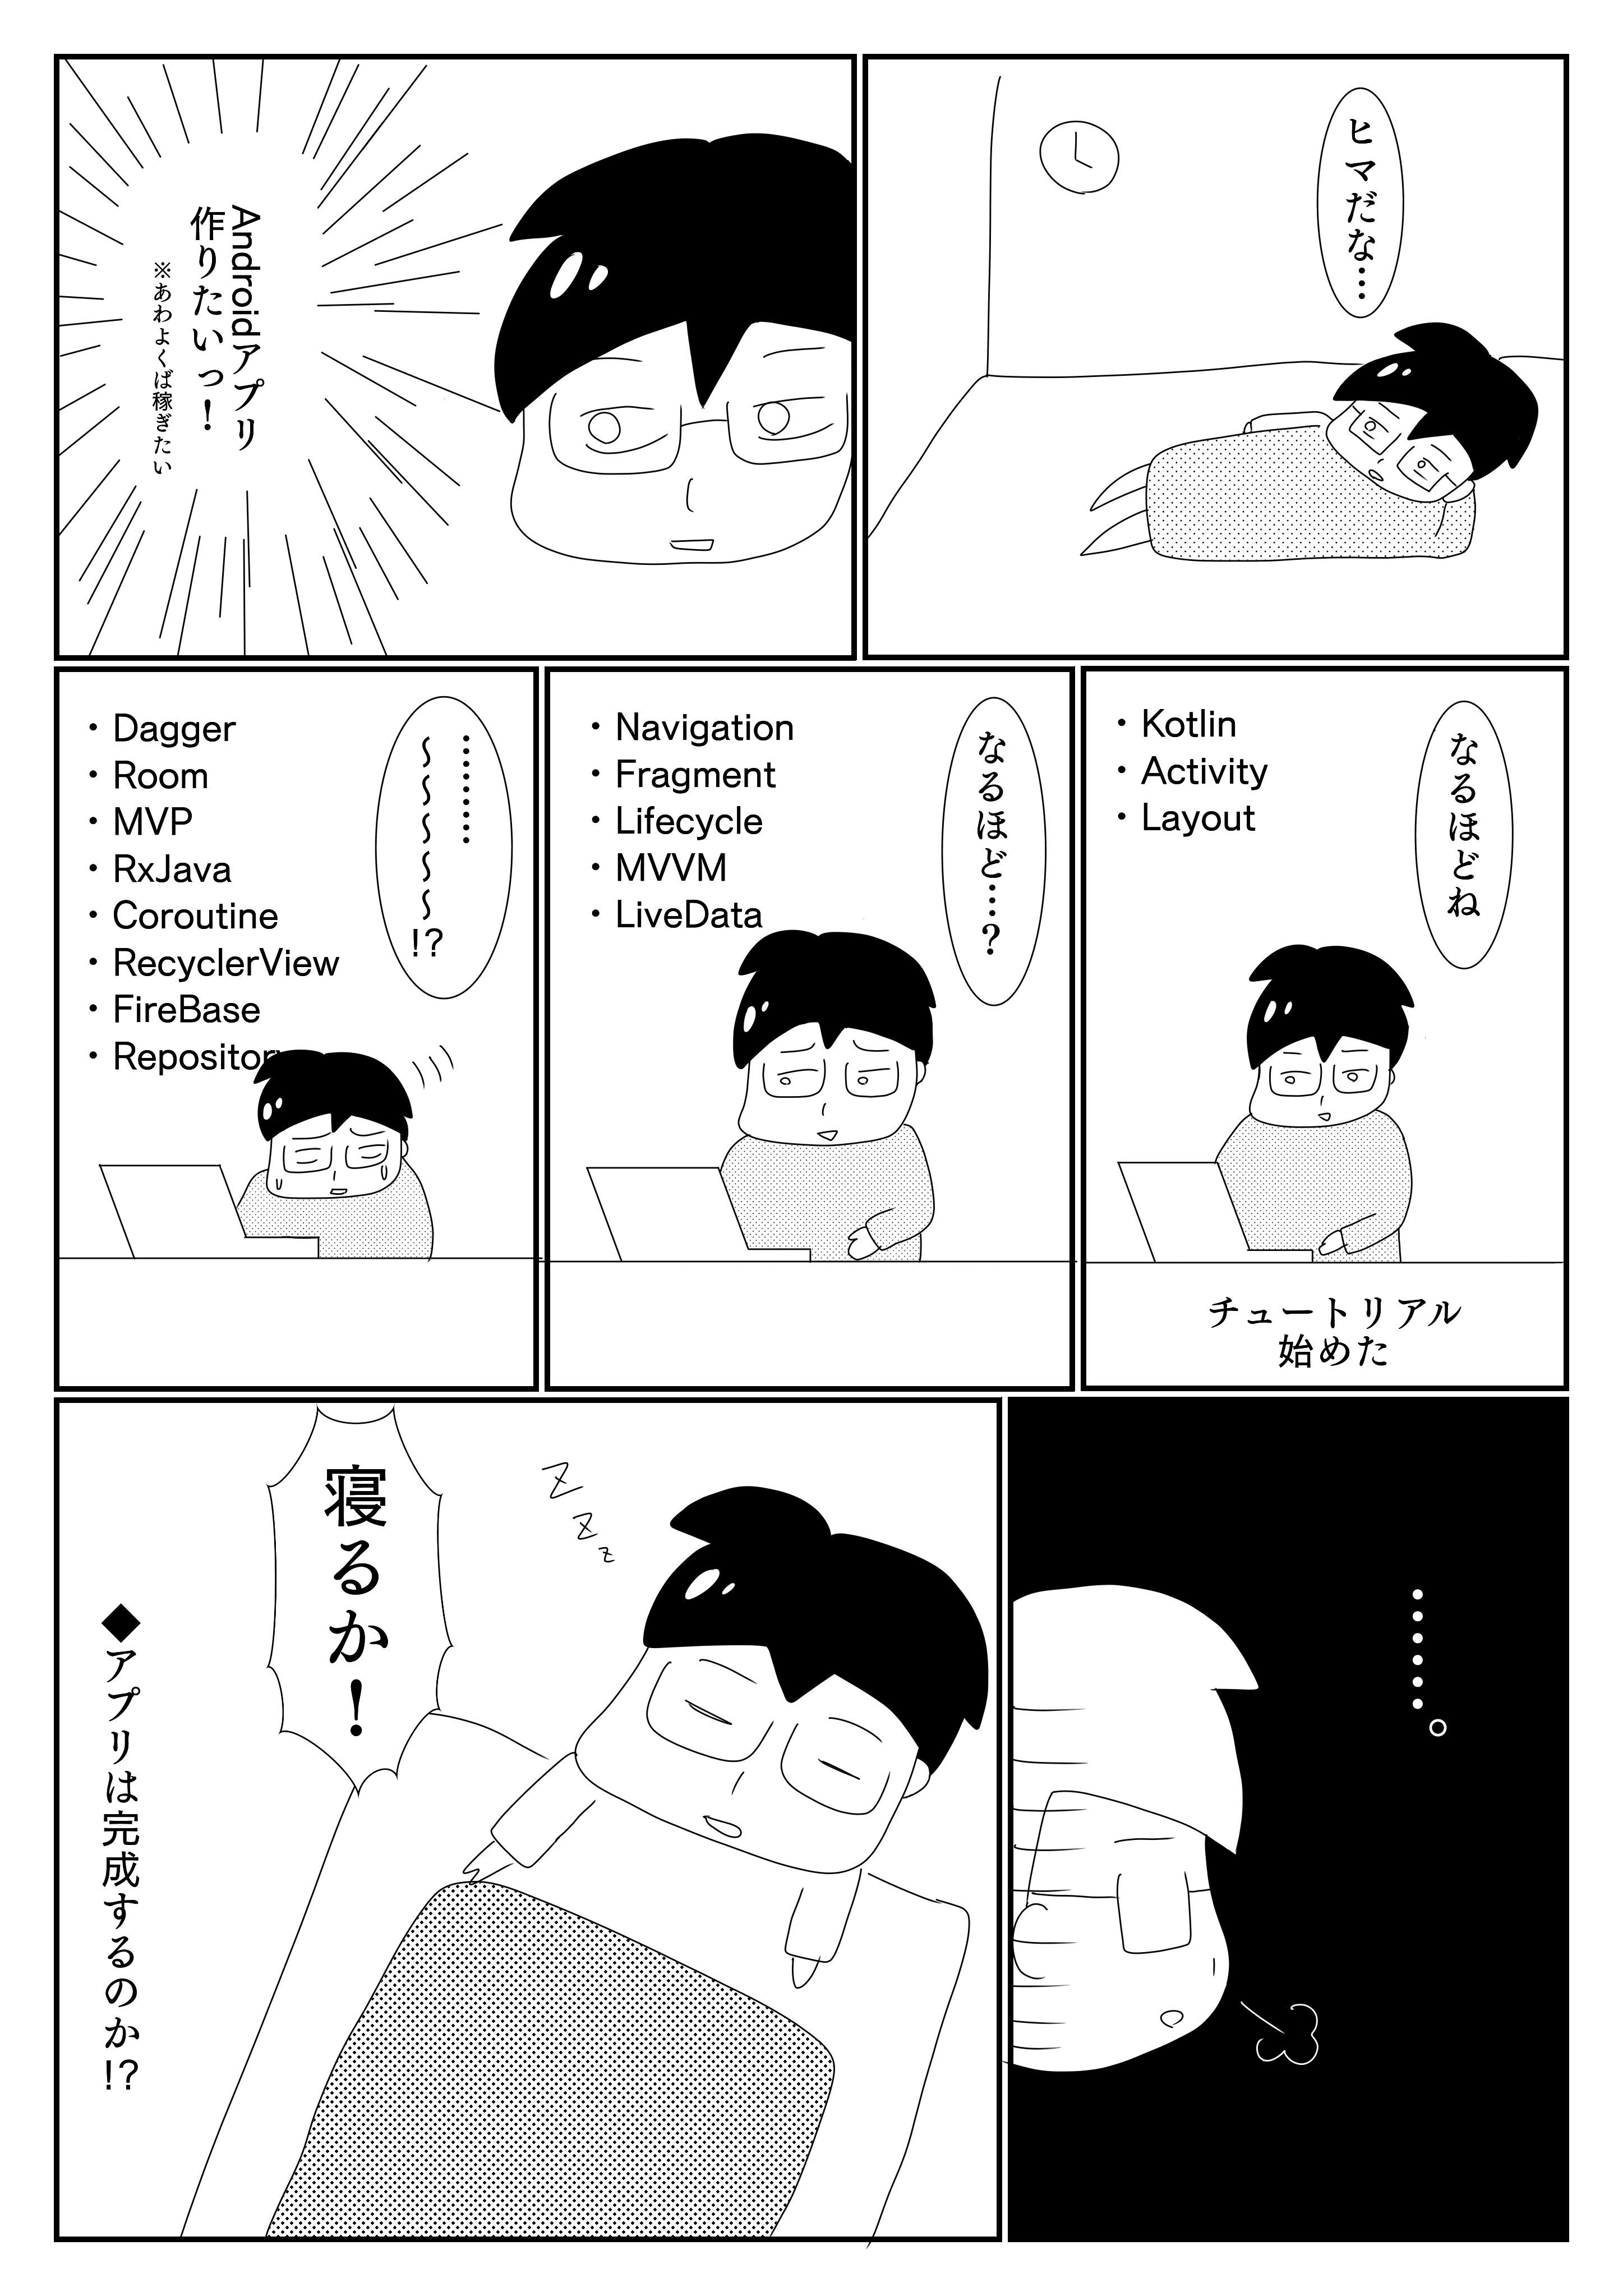 ヒマだな…
Androidアプリ
作りたいっ！
※あわよくば稼ぎたい
なるほどね
・Kotlin
・Activity
・Layout
チュートリアル
始めた
なるほど…？
・Navigation
・Fragment
・Lifecycle
・MVVM
・LiveData
………
〜〜〜〜〜!?
・Dagger
・Room
・MVP
・RxJava
・Coroutine
・RecyclerView
・FireBase
・Repositor
……。
zzz
寝るか！
◆アプリは完成するのか!?